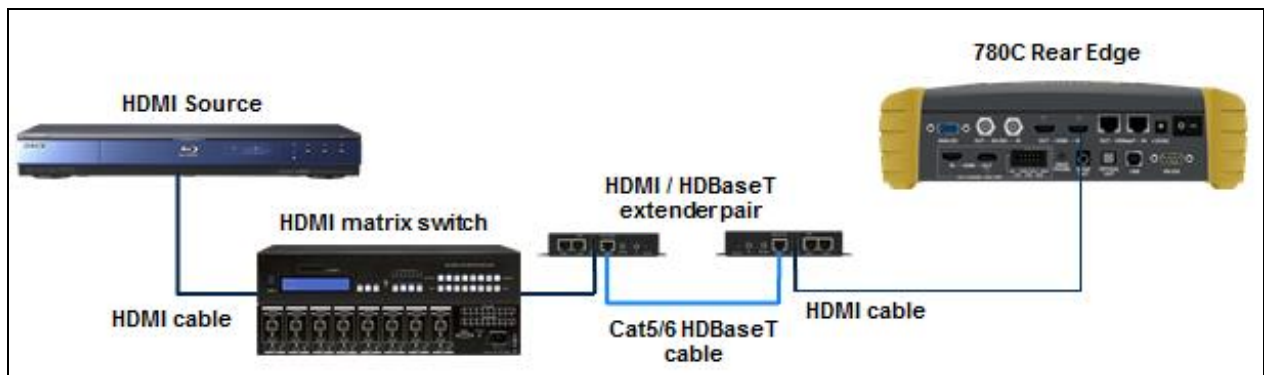 780C Rear Edge
HDMI Source
HDMI / HDBaseT
extender pair
HDMI matrix switch
HDMI cable
Cat5/6 HDBaseT
cable
HDMI cable